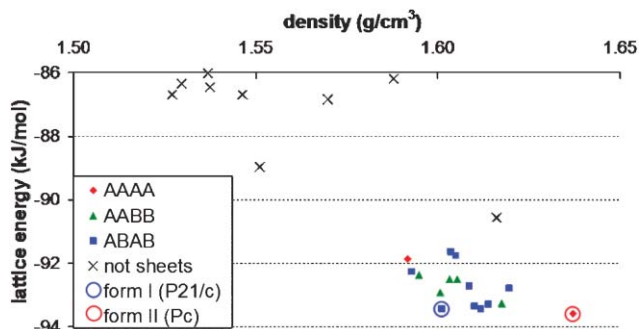 density (g/cm³)
1.50 1.55 1.60 1.65
lattice energy (kJ/mol)
-86
-88
-90
-92
-94
AAAA
AABB
ABAB
not sheets
form I (P21/c)
form II (Pc)